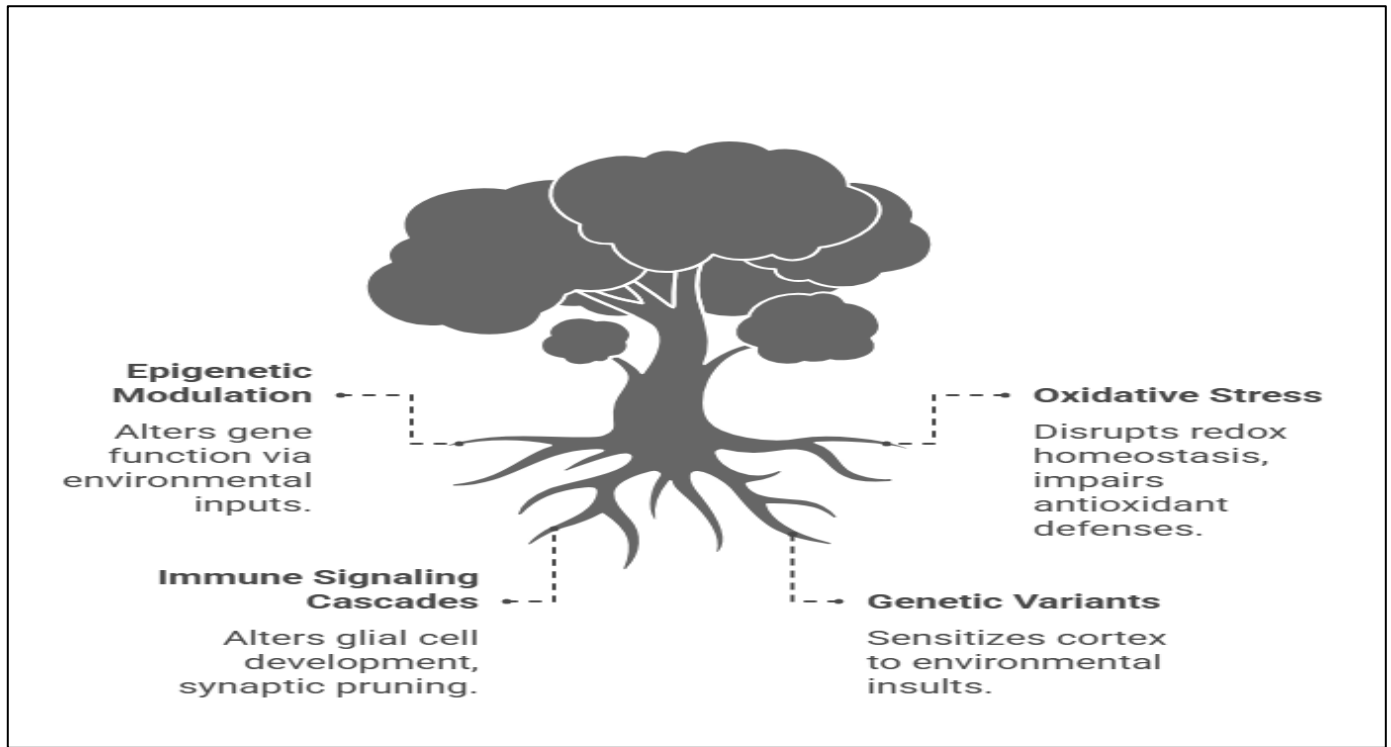 Epigenetic
Modulation
Alters gene
function via
environmental
inputs.
Oxidative Stress
Disrupts redox
homeostasis,
impairs
antioxidant
defenses.
Immune Signaling
Cascades
Alters glial cell
development,
synaptic pruning.
Genetic Variants
Sensitizes cortex
to environmental
insults.